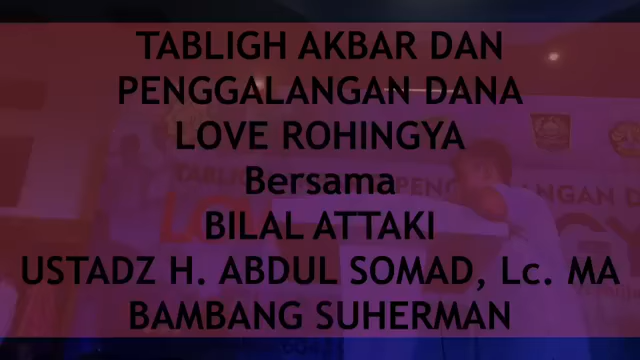 TABLIGH AKBAR DAN
PENGGALANGAN DANA
LOVE ROHINGYA
Bersama
BILAL ATTAKI
USTADZ H. ABDUL SOMAD, Lc. MA
BAMBANG SUHERMAN